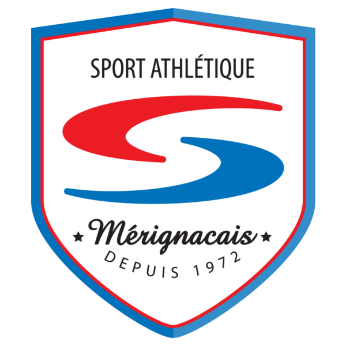 SPORT ATHLÉTIQUE
★ Mérignacais ★
DEPUIS 1972